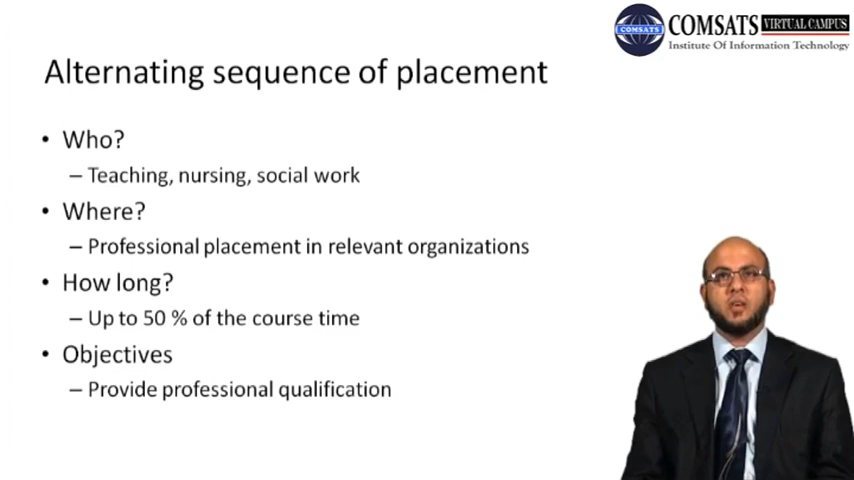 COMSATS VIRTUAL CAMPUS
COMSATS
Institute Of Information Technology
Alternating sequence of placement
• Who?
– Teaching, nursing, social work
• Where?
– Professional placement in relevant organizations
• How long?
– Up to 50 % of the course time
• Objectives
– Provide professional qualification